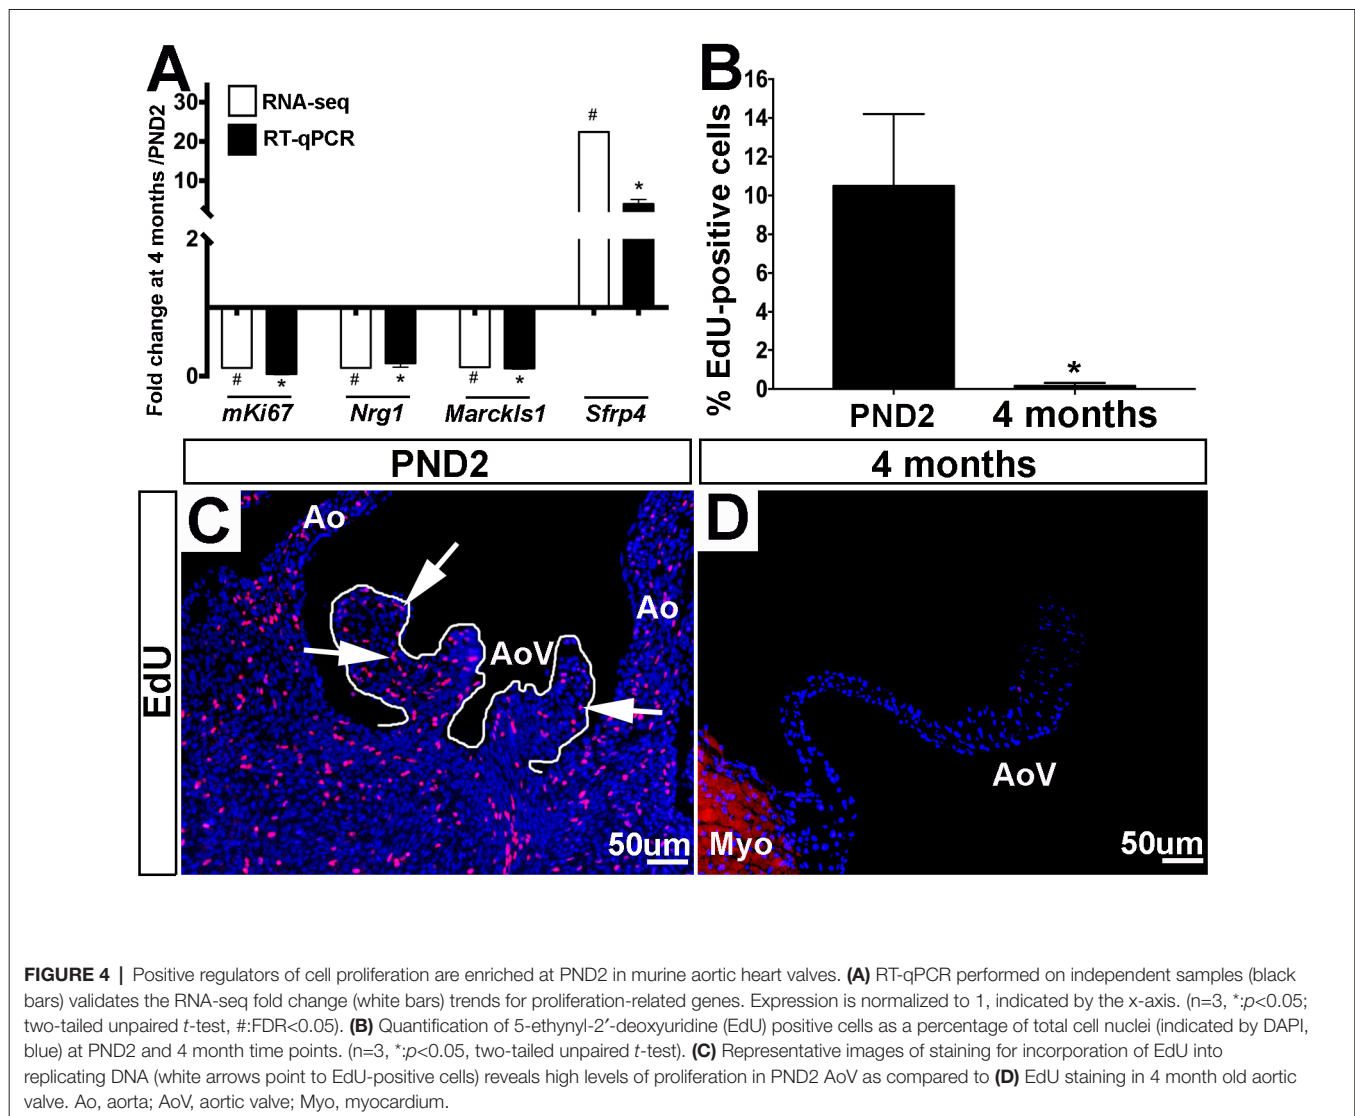 A
B
Fold change at 4 months /PND2
30
20
10
2
0
RNA-seq
RT-qPCR
#
*
#
*
#
*
#
*
mKi67
Nrg1
Marckls1
Sfrp4
% EdU-positive cells
16
14
12
10
8
6
4
2
0
*
PND2
4 months
PND2
4 months
EdU
C
Ao
Ao
AoV
50um
D
AoV
Myo
50um
FIGURE 4 | Positive regulators of cell proliferation are enriched at PND2 in murine aortic heart valves. (A) RT-qPCR performed on independent samples (black
bars) validates the RNA-seq fold change (white bars) trends for proliferation-related genes. Expression is normalized to 1, indicated by the x-axis. (n=3, *:p<0.05;
two-tailed unpaired t-test, #:FDR<0.05). (B) Quantification of 5-ethynyl-2′-deoxyuridine (EdU) positive cells as a percentage of total cell nuclei (indicated by DAPI,
blue) at PND2 and 4 month time points. (n=3, *:p<0.05, two-tailed unpaired t-test). (C) Representative images of staining for incorporation of EdU into
replicating DNA (white arrows point to EdU-positive cells) reveals high levels of proliferation in PND2 AoV as compared to (D) EdU staining in 4 month old aortic
valve. Ao, aorta; AoV, aortic valve; Myo, myocardium.